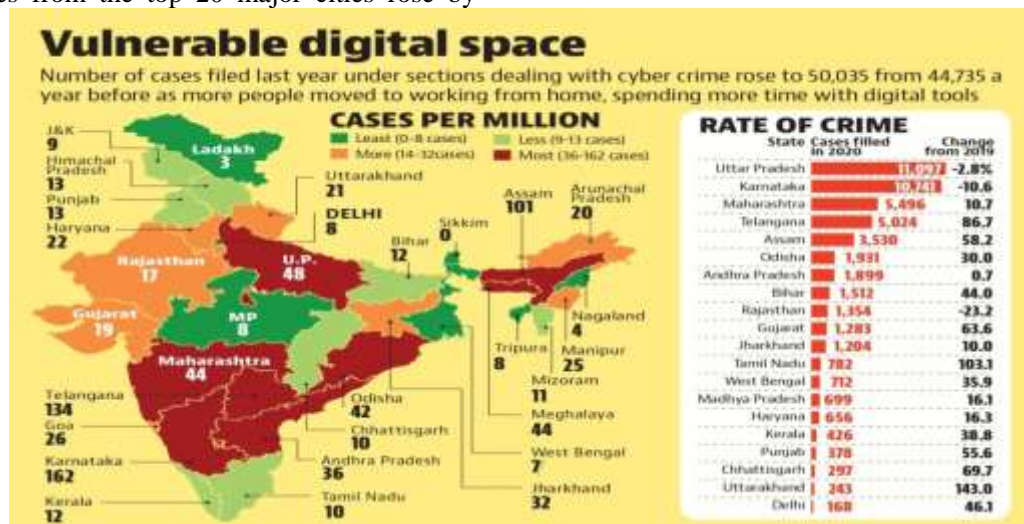 es from the top 20 major cities rose by
Vulnerable digital space
Number of cases filed last year under sections dealing with cyber crime rose to 50,035 from 44,735 a
year before as more people moved to working from home, spending more time with digital tools
CASES PER MILLION
Least (0-8 cases)
Less (9-13 cases)
More (14-32cases)
Most (36-162 cases)
J&K
9
Ladakh
3
Himachal
Pradesh
13
Punjab
13
Haryana
22
Uttarakhand
21
DELHI
8
Rajasthan
17
U.P.
48
Bihar
12
Sikkim
0
Assam
101
Arunachal
Pradesh
20
Gujarat
19
MP
8
Nagaland
4
Tripura
8
Manipur
25
Mizoram
11
Meghalaya
44
Maharashtra
44
Telangana
134
Goa
26
Karnataka
162
Kerala
12
Odisha
42
Chhattisgarh
10
Andhra Pradesh
36
Tamil Nadu
10
West Bengal
7
Jharkhand
32
RATE OF CRIME
State Cases filled in 2020 Change from 2019
Uttar Pradesh 11,097 -2.8%
Karnataka 10,741 -10.6
Maharashtra 5,496 10.7
Telangana 5,024 86.7
Assam 3,530 58.2
Odisha 1,931 30.0
Andhra Pradesh 1,899 0.7
Bihar 1,512 44.0
Rajasthan 1,354 -23.2
Gujarat 1,283 63.6
Jharkhand 1,204 10.0
Tamil Nadu 782 103.1
West Bengal 712 35.9
Madhya Pradesh 699 16.1
Haryana 656 16.3
Kerala 426 38.8
Punjab 378 55.6
Chhattisgarh 297 69.7
Uttarakhand 243 143.0
Delhi 168 46.1